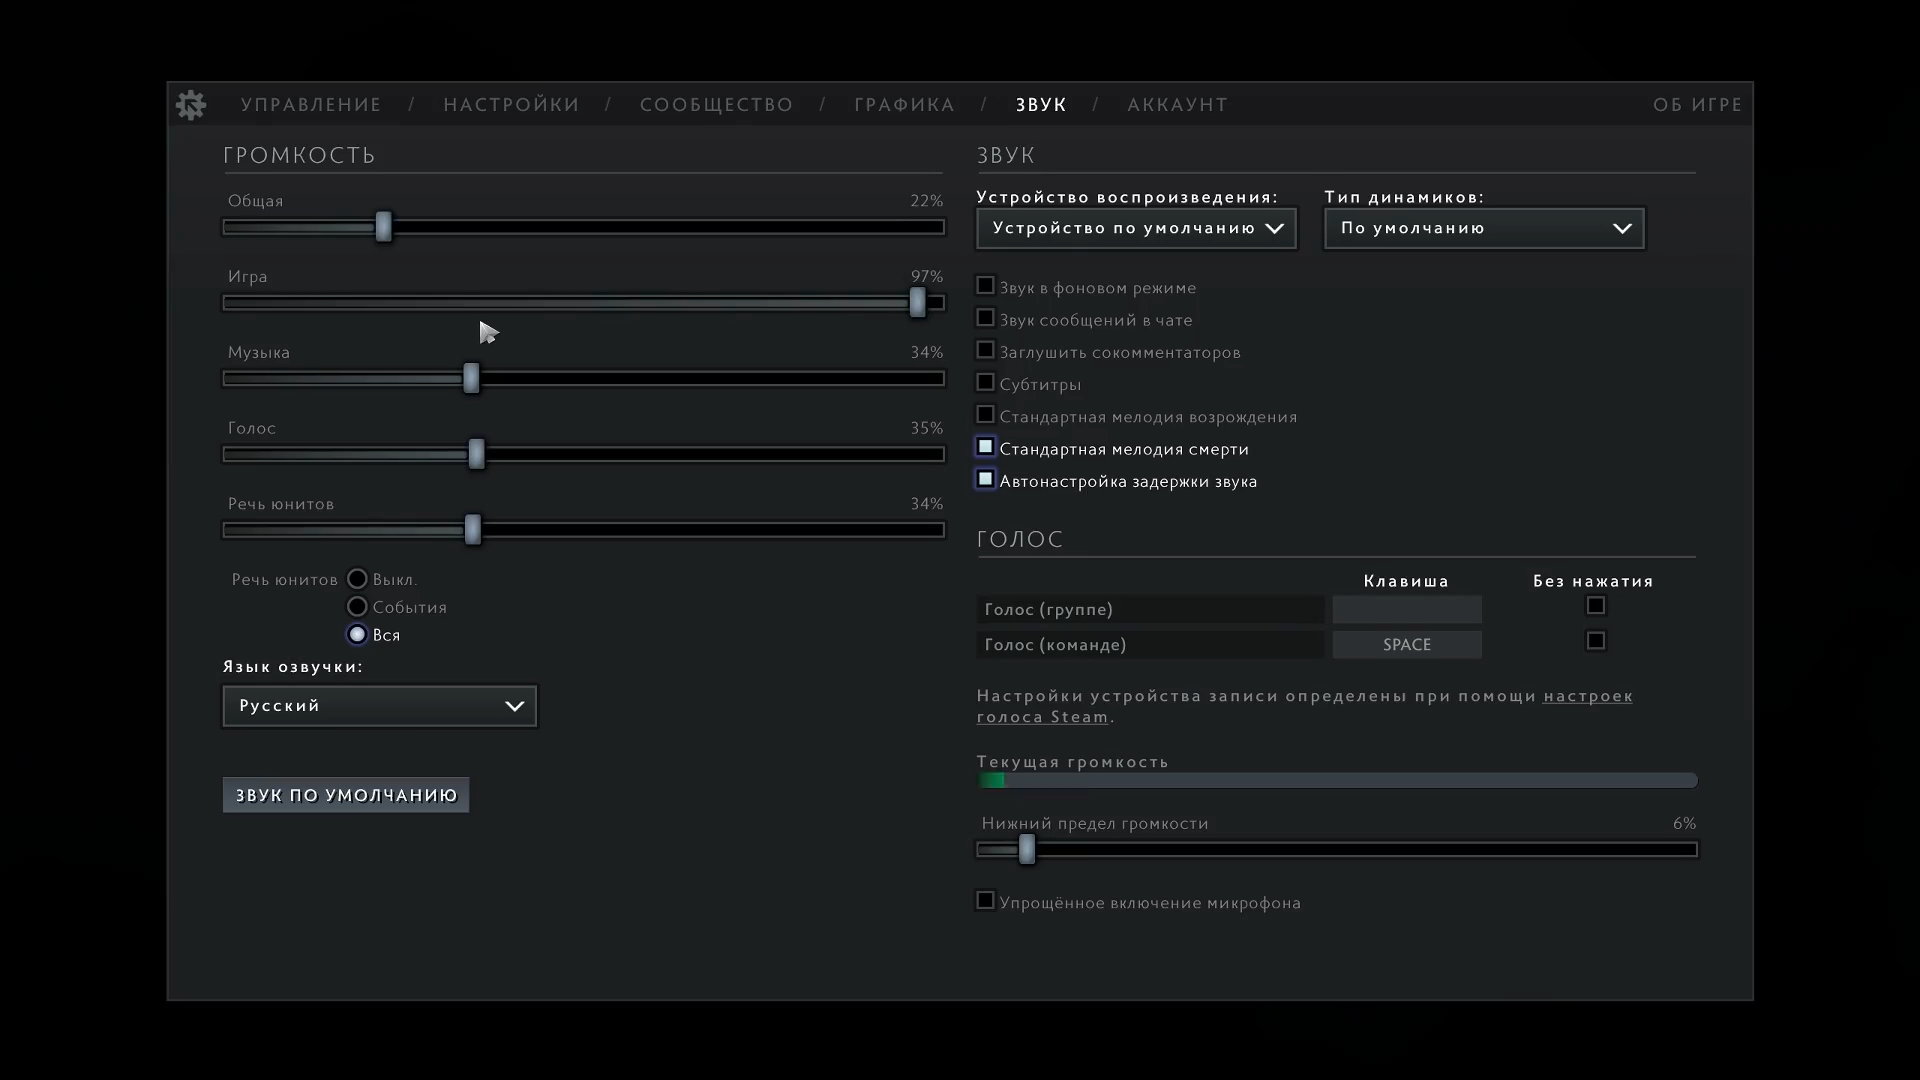 УПРАВЛЕНИЕ / НАСТРОЙКИ / СООБЩЕСТВО / ГРАФИКА / ЗВУК / АККАУНТ ОБ ИГРЕ
ГРОМКОСТЬ
Общая 22%
Игра 97%
Музыка 34%
Голос 35%
Речь юнитов 34%
Речь юнитов Выкл.
События
Вся
Язык озвучки:
Русский
ЗВУК ПО УМОЛЧАНИЮ
ЗВУК
Устройство воспроизведения: Тип динамиков:
Устройство по умолчанию По умолчанию
Звук в фоновом режиме
Звук сообщений в чате
Заглушить сокомментаторов
Субтитры
Стандартная мелодия возрождения
Стандартная мелодия смерти
Автонастройка задержки звука
ГОЛОС
Клавиша Без нажатия
Голос (группе)
Голос (команде) SPACE
Настройки устройства записи определены при помощи настроек
голоса Steam.
Текущая громкость
Нижний предел громкости 6%
Упрощённое включение микрофона